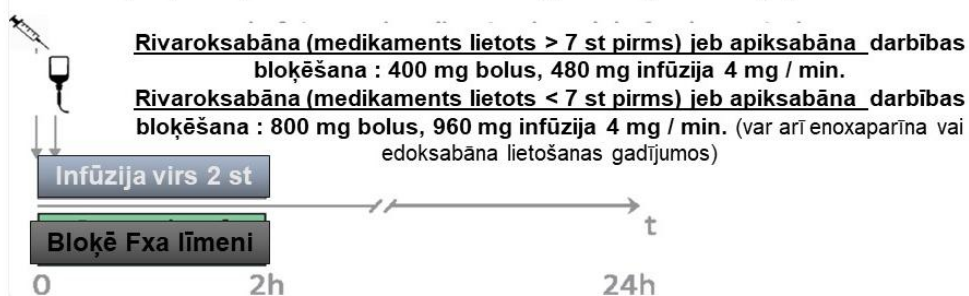 Rivaroksabāna (medikaments lietots > 7 st pirms) jeb apiksabāna darbības
bloķēšana : 400 mg bolus, 480 mg infūzija 4 mg / min.
Rivaroksabāna (medikaments lietots < 7 st pirms) jeb apiksabāna darbības
bloķēšana : 800 mg bolus, 960 mg infūzija 4 mg / min. (var arī enoxaparīna vai
edoksabāna lietošanas gadījumos)
Infūzija virs 2 st
t
Bloķē Fxa līmeni
0 2h 24h